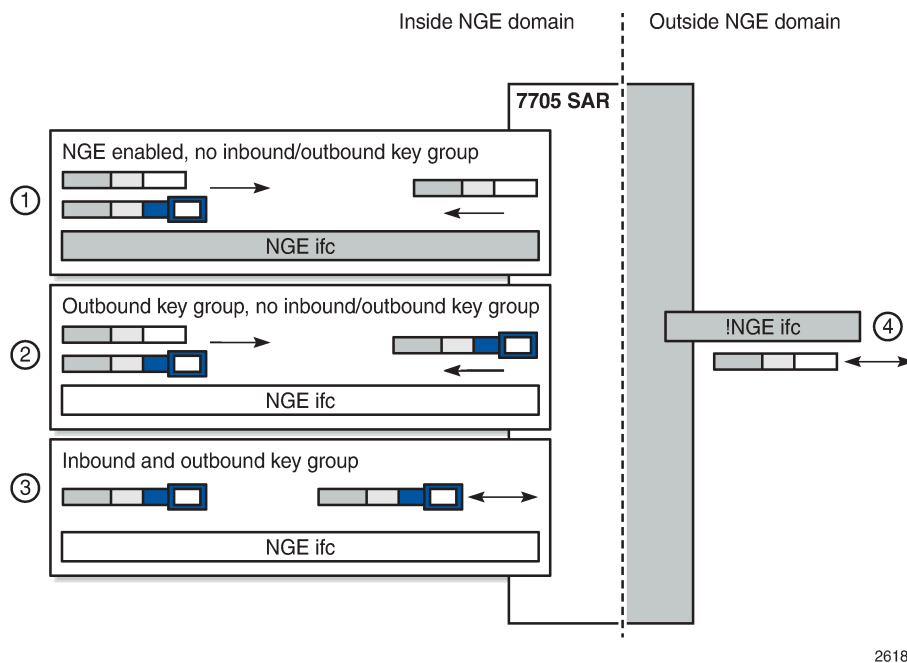 Inside NGE domain
Outside NGE domain
7705 SAR
NGE enabled, no inbound/outbound key group
1
NGE ifc
Outbound key group, no inbound/outbound key group
2
NGE ifc
!NGE ifc
4
Inbound and outbound key group
3
NGE ifc
2618